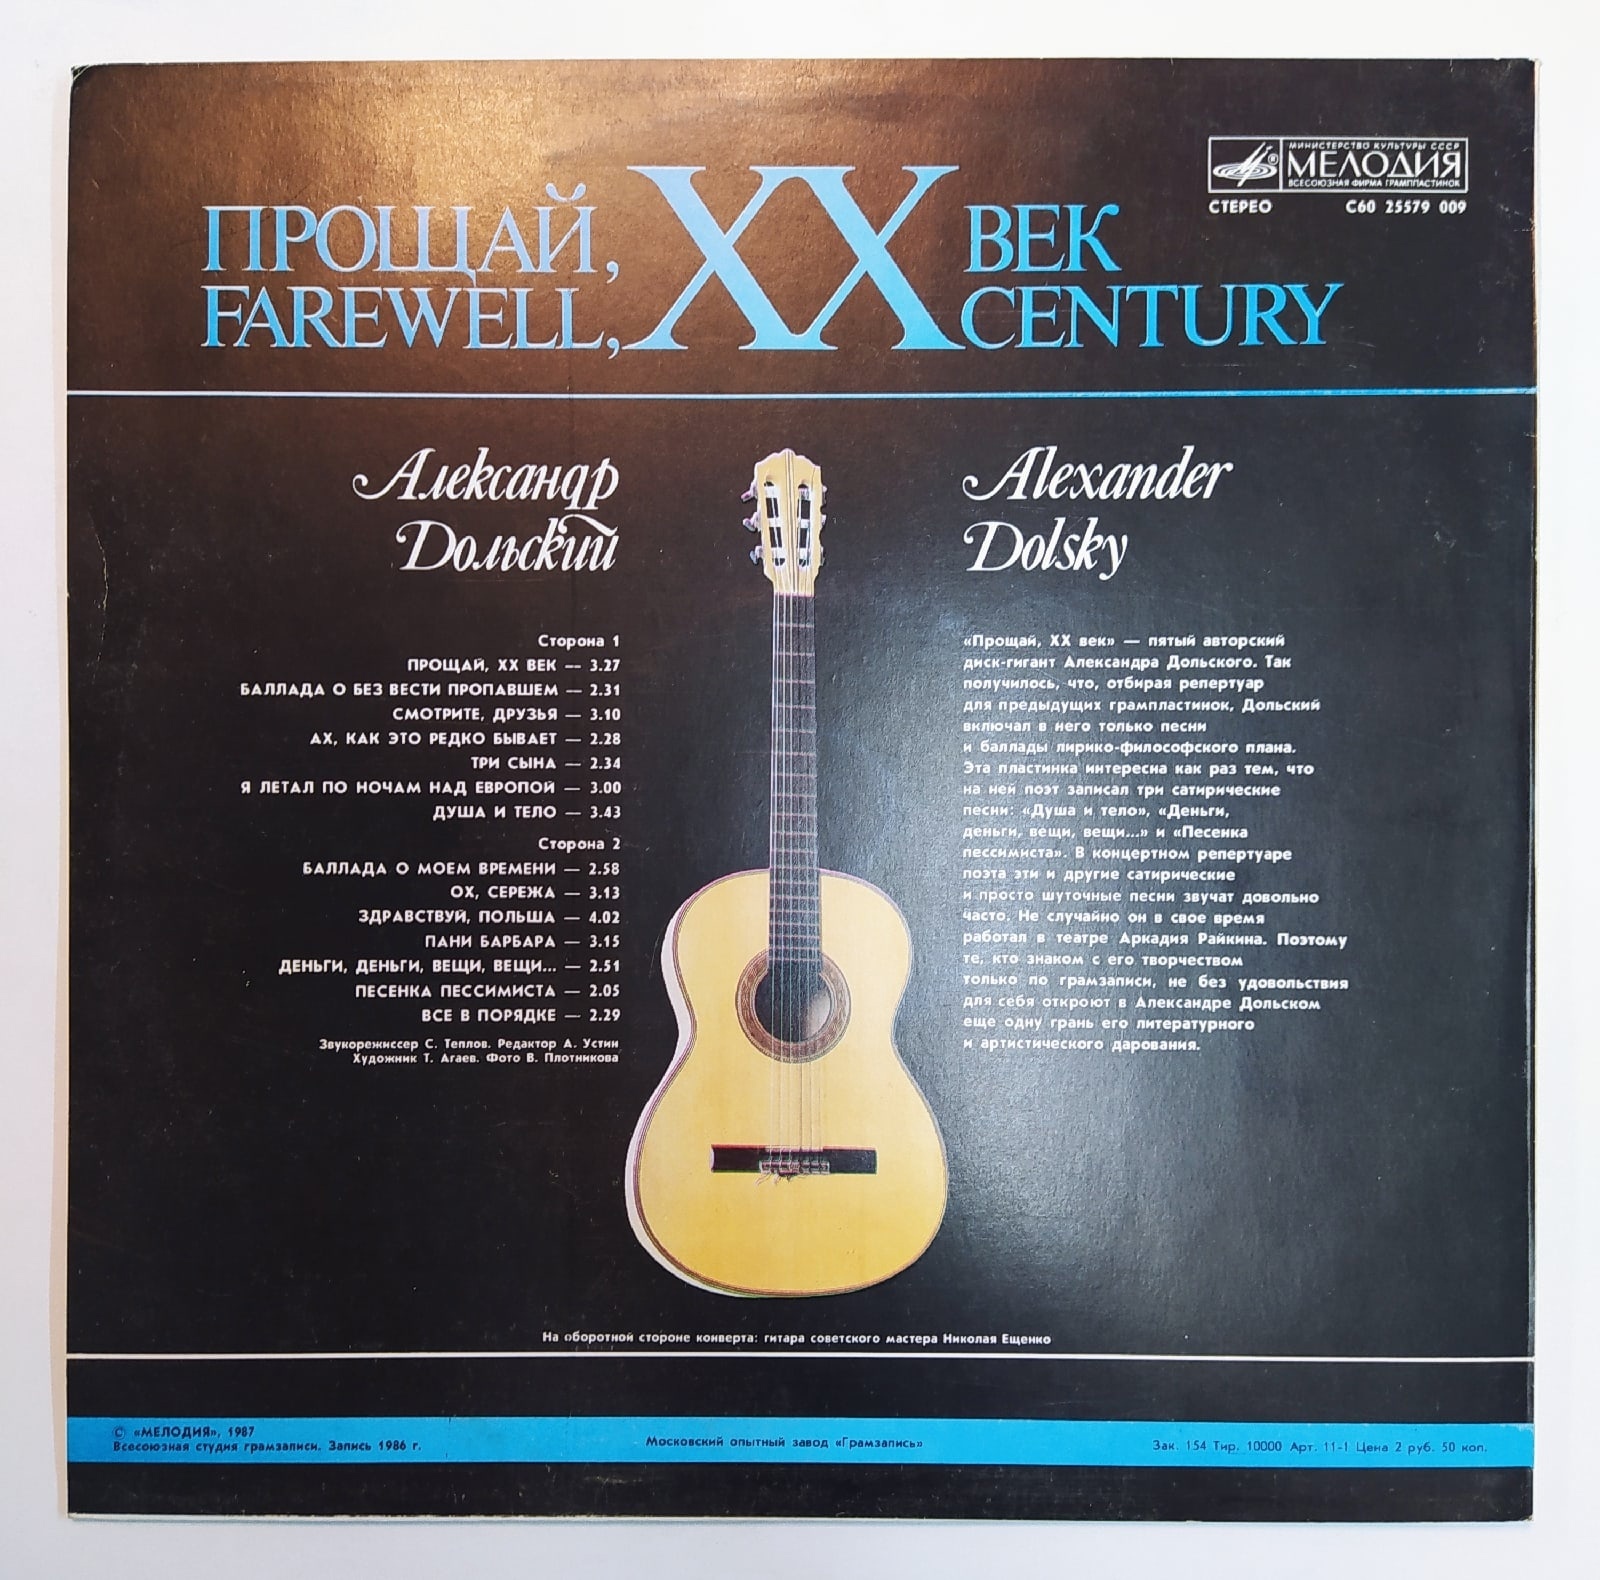 МИНИСТЕРСТВО КУЛЬТУРЫ СССР
МЕЛОДИЯ
ВСЕСОЮЗНАЯ ФИРМА ГРАМПЛАСТИНОК
СТЕРЕО С60 25579 009
ПРОЩАЙ, XX ВЕК
FAREWELL, CENTURY
Александр
Дольский
Сторона 1
ПРОЩАЙ, XX ВЕК — 3.27
БАЛЛАДА О БЕЗ ВЕСТИ ПРОПАВШЕМ — 2.31
СМОТРИТЕ, ДРУЗЬЯ — 3.10
АХ, КАК ЭТО РЕДКО БЫВАЕТ — 2.28
ТРИ СЫНА — 2.34
Я ЛЕТАЛ ПО НОЧАМ НАД ЕВРОПОЙ — 3.00
ДУША И ТЕЛО — 3.43
Сторона 2
БАЛЛАДА О МОЕМ ВРЕМЕНИ — 2.58
ОХ, СЕРЕЖА — 3.13
ЗДРАВСТВУЙ, ПОЛЬША — 4.02
ПАНИ БАРБАРА — 3.15
ДЕНЬГИ, ДЕНЬГИ, ВЕЩИ, ВЕЩИ... — 2.51
ПЕСЕНКА ПЕССИМИСТА — 2.05
ВСЕ В ПОРЯДКЕ — 2.29
Звукорежиссер С. Теплов. Редактор А. Устин
Художник Т. Агаев. Фото В. Плотникова
Alexander
Dolsky
«Прощай, XX век» — пятый авторский
диск-гигант Александра Дольского. Так
получилось, что, отбирая репертуар
для предыдущих грампластинок, Дольский
включал в него только песни
и баллады лирико-философского плана.
Эта пластинка интересна как раз тем, что
на ней поэт записал три сатирические
песни: «Душа и тело», «Деньги,
деньги, вещи, вещи...» и «Песенка
пессимиста». В концертном репертуаре
поэта эти и другие сатирические
и просто шуточные песни звучат довольно
часто. Не случайно он в свое время
работал в театре Аркадия Райкина. Поэтому
те, кто знаком с его творчеством
только по грамзаписи, не без удовольствия
для себя откроют в Александре Дольском
еще одну грань его литературного
и артистического дарования.
На оборотной стороне конверта: гитара советского мастера Николая Ещенко
© «МЕЛОДИЯ», 1987
Всесоюзная студия грамзаписи. Запись 1986 г.
Московский опытный завод «Грамзапись»
Зак. 154 Тир. 10000 Арт. 11-1 Цена 2 руб. 50 коп.